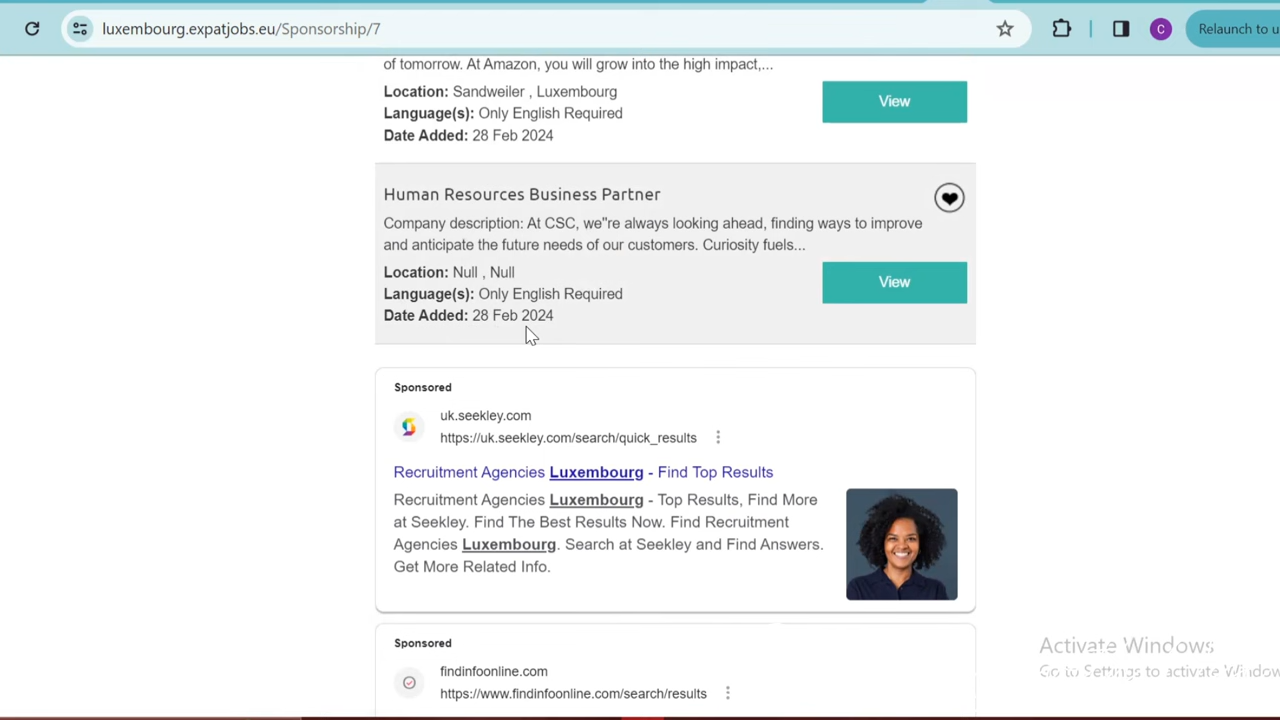 luxembourg.expatjobs.eu/Sponsorship/7
C
Relaunch to u
of tomorrow. At Amazon, you will grow into the high impact,...
Location: Sandweiler , Luxembourg
Language(s): Only English Required
Date Added: 28 Feb 2024
View
Human Resources Business Partner
Company description: At CSC, we"re always looking ahead, finding ways to improve
and anticipate the future needs of our customers. Curiosity fuels...
Location: Null , Null
Language(s): Only English Required
Date Added: 28 Feb 2024
View
Sponsored
uk.seekley.com
https://uk.seekley.com/search/quick_results
Recruitment Agencies Luxembourg - Find Top Results
Recruitment Agencies Luxembourg - Top Results, Find More
at Seekley. Find The Best Results Now. Find Recruitment
Agencies Luxembourg. Search at Seekley and Find Answers.
Get More Related Info.
Sponsored
findinfoonline.com
https://www.findinfoonline.com/search/results
Activate Windows
Go to Settings to activate Window